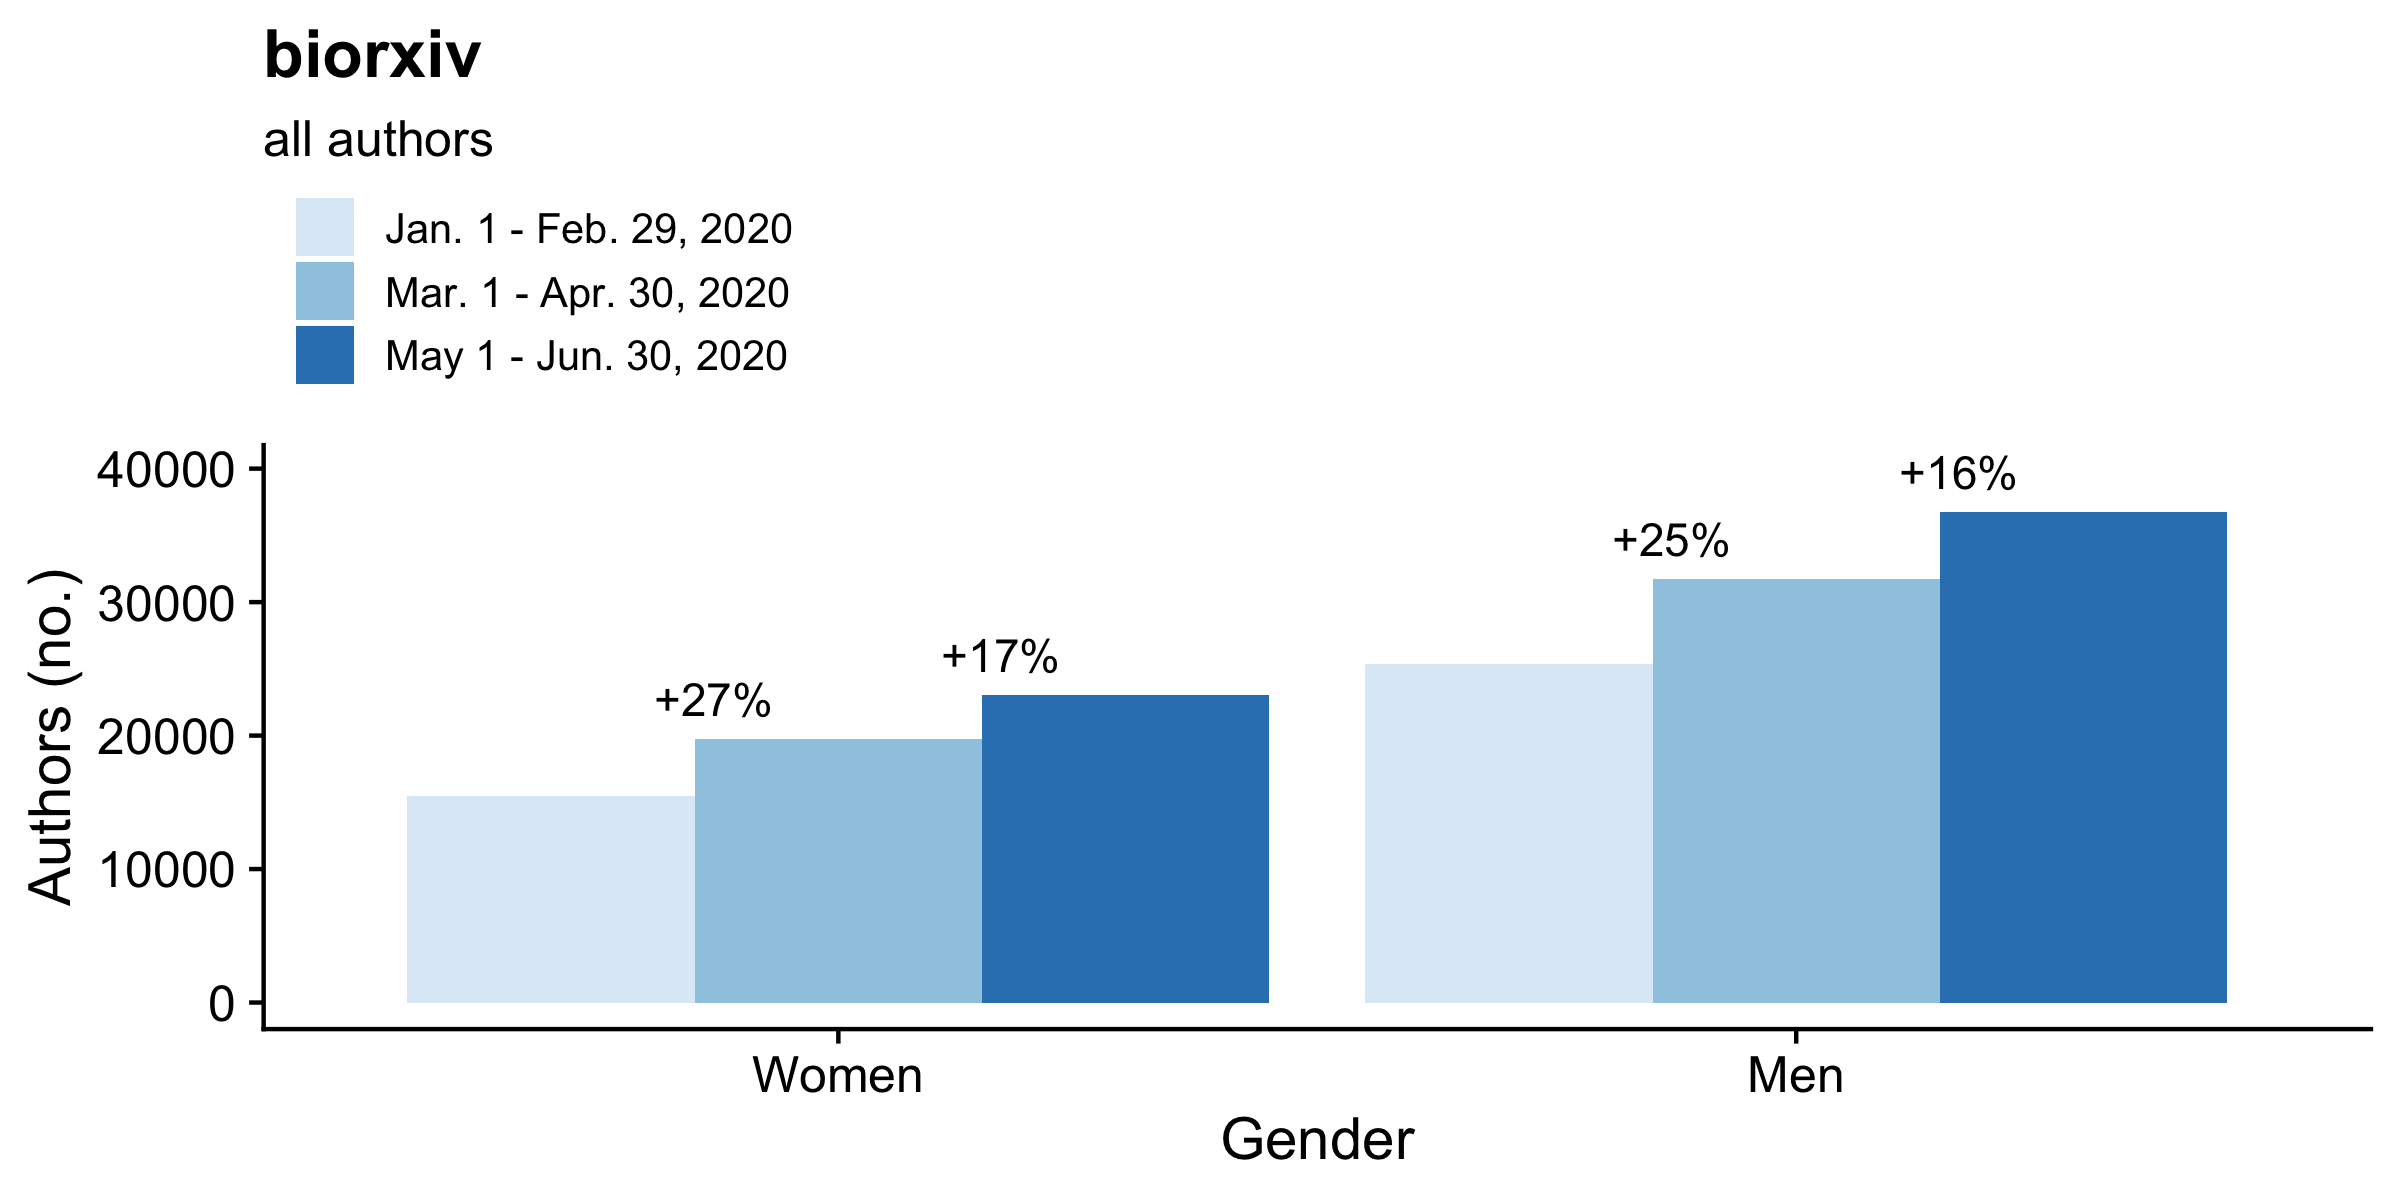 biorxiv
all authors
Jan. 1 - Feb. 29, 2020
Mar. 1 - Apr. 30, 2020
May 1 - Jun. 30, 2020
Authors (no.)
40000
30000
20000
10000
0
+27%
+17%
+25%
+16%
Women
Men
Gender